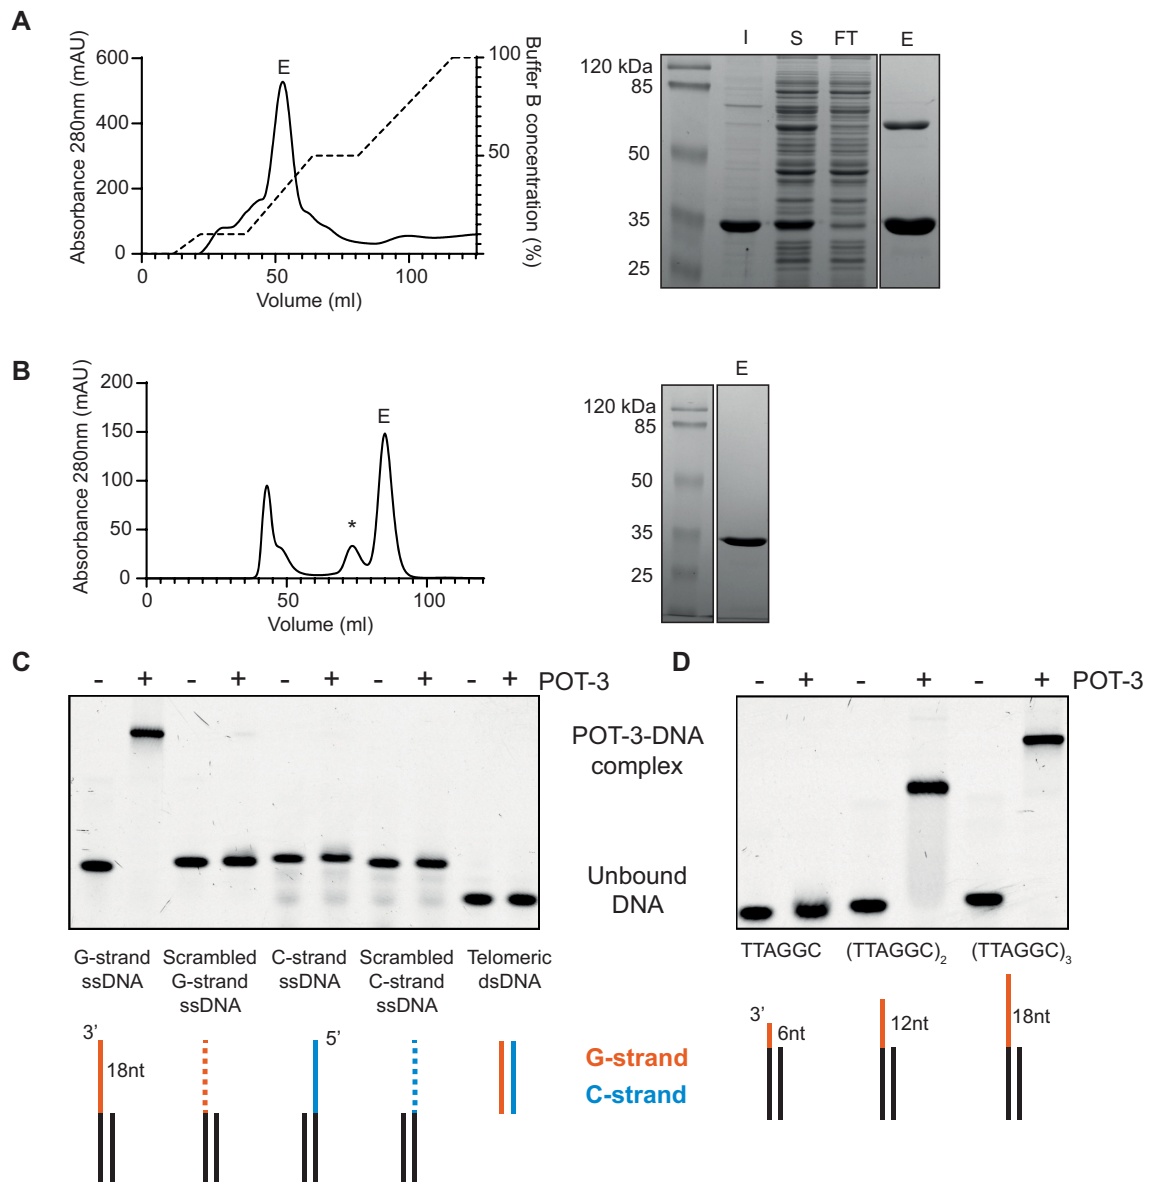 A
Absorbance 280nm (mAU)
600
400
200
0
0
50
100
Volume (ml)
E
100
50
Buffer B concentration (%)
I S FT E
120 kDa
85
50
35
25
B
Absorbance 280nm (mAU)
200
150
100
50
0
0
50
100
Volume (ml)
*
E
E
120 kDa
85
50
35
25
C
- + - + - + - + - + POT-3
G-strand ssDNA
Scrambled G-strand ssDNA
C-strand ssDNA
Scrambled C-strand ssDNA
Telomeric dsDNA
3’
18nt
5’
POT-3-DNA
complex
Unbound
DNA
G-strand
C-strand
D
- + - + - + POT-3
TTAGGC (TTAGGC)2 (TTAGGC)3
3’
6nt
12nt
18nt